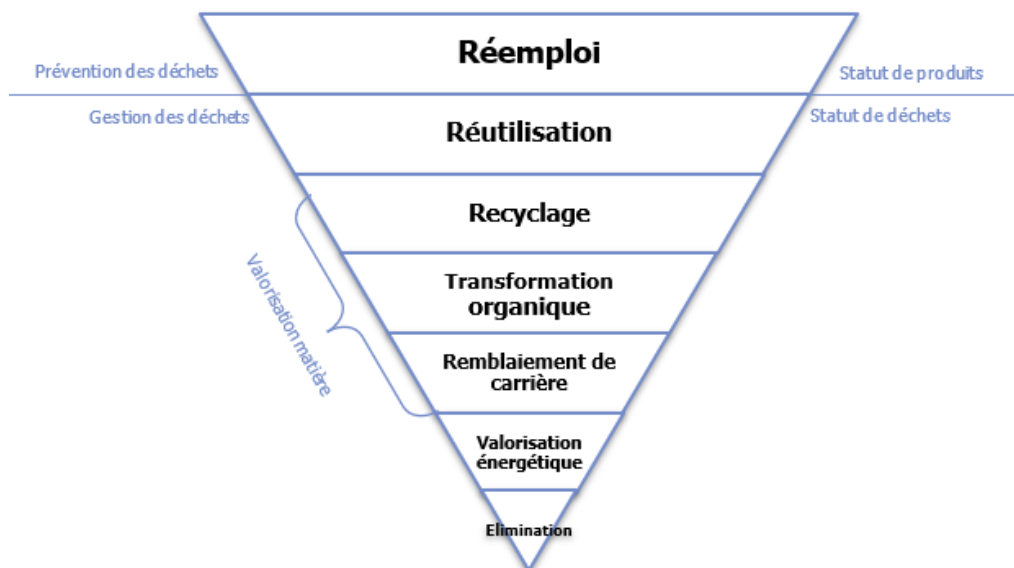 Réemploi
Prévention des déchets
Statut de produits
Gestion des déchets
Statut de déchets
Réutilisation
Recyclage
Valorisation matière
Transformation
organique
Remblaiement de
carrière
Valorisation
énergétique
Elimination